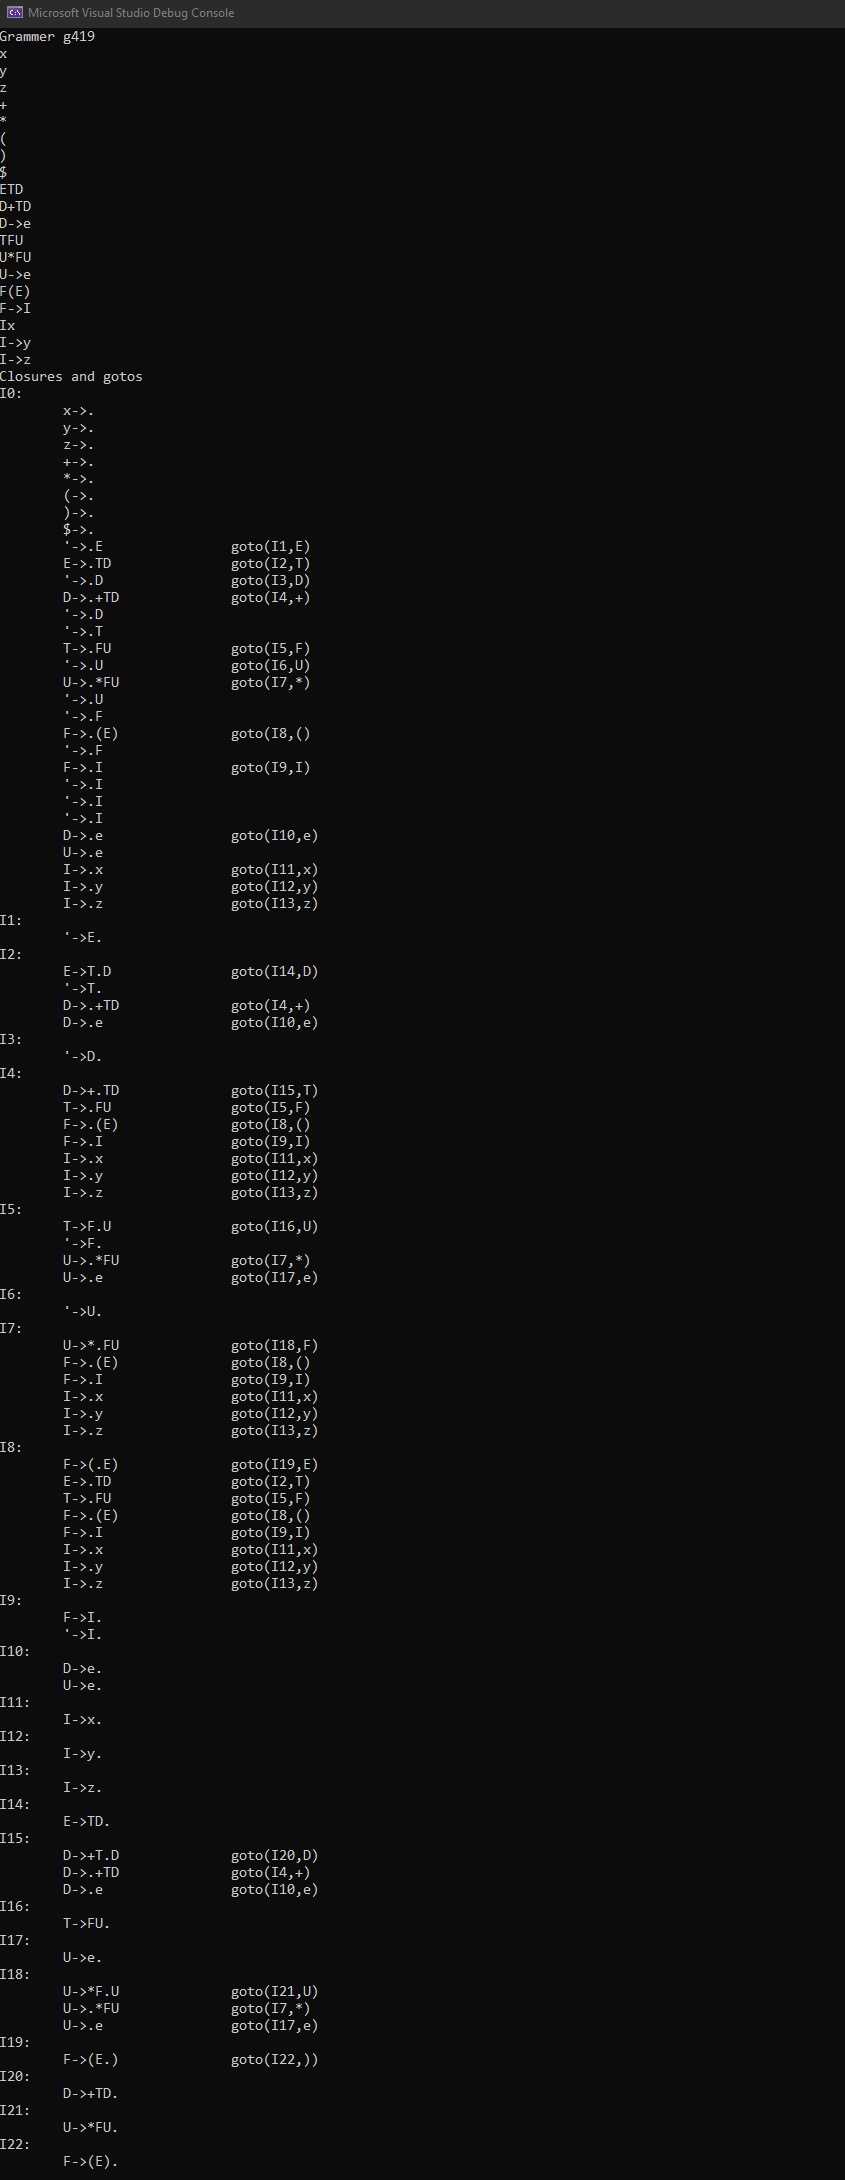 Microsoft Visual Studio Debug Console
Grammer g419
x
y
z
+
*
(
)
$
ETD
D+TD
D->e
TFU
U*FU
U->e
F(E)
F->I
Ix
I->y
I->z
Closures and gotos
I0:
x->.
y->.
z->.
+->.
*->.
(->.
)->.
$->.
'->.E goto(I1,E)
E->.TD goto(I2,T)
'->.D goto(I3,D)
D->.+TD goto(I4,+)
'->.D
'->.T
T->.FU goto(I5,F)
'->.U goto(I6,U)
U->.*FU goto(I7,*)
'->.U
'->.F
F->.(E) goto(I8,()
'->.F
F->.I goto(I9,I)
'->.I
'->.I
'->.I
D->.e goto(I10,e)
U->.e
I->.x goto(I11,x)
I->.y goto(I12,y)
I->.z goto(I13,z)
I1:
'->E.
I2:
E->T.D goto(I14,D)
'->T.
D->.+TD goto(I4,+)
D->.e goto(I10,e)
I3:
'->D.
I4:
D->+.TD goto(I15,T)
T->.FU goto(I5,F)
F->.(E) goto(I8,()
F->.I goto(I9,I)
I->.x goto(I11,x)
I->.y goto(I12,y)
I->.z goto(I13,z)
I5:
T->F.U goto(I16,U)
'->F.
U->.*FU goto(I7,*)
U->.e goto(I17,e)
I6:
'->U.
I7:
U->*.FU goto(I18,F)
F->.(E) goto(I8,()
F->.I goto(I9,I)
I->.x goto(I11,x)
I->.y goto(I12,y)
I->.z goto(I13,z)
I8:
F->(.E) goto(I19,E)
E->.TD goto(I2,T)
T->.FU goto(I5,F)
F->.(E) goto(I8,()
F->.I goto(I9,I)
I->.x goto(I11,x)
I->.y goto(I12,y)
I->.z goto(I13,z)
I9:
F->I.
'->I.
I10:
D->e.
U->e.
I11:
I->x.
I12:
I->y.
I13:
I->z.
I14:
E->TD.
I15:
D->+T.D goto(I20,D)
D->.+TD goto(I4,+)
D->.e goto(I10,e)
I16:
T->FU.
I17:
U->e.
I18:
U->*F.U goto(I21,U)
U->.*FU goto(I7,*)
U->.e goto(I17,e)
I19:
F->(E.) goto(I22,))
I20:
D->+TD.
I21:
U->*FU.
I22:
F->(E).